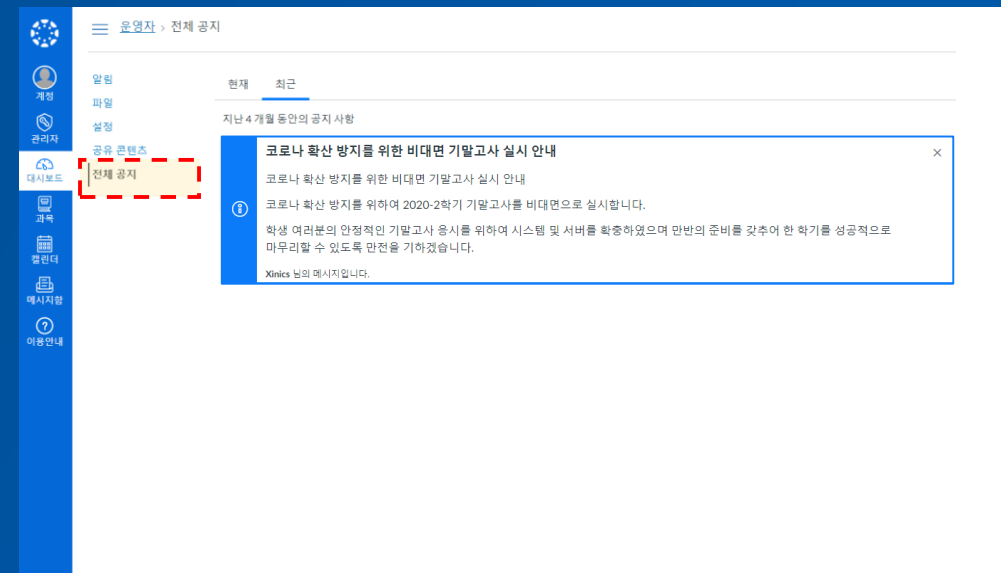 운영자 › 전체 공지
계정
관리자
대시보드
과목
캘린더
메시지함
이용안내
알림
파일
설정
공유 콘텐츠
전체 공지
현재 최근
지난 4 개월 동안의 공지 사항
코로나 확산 방지를 위한 비대면 기말고사 실시 안내
코로나 확산 방지를 위한 비대면 기말고사 실시 안내
코로나 확산 방지를 위하여 2020-2학기 기말고사를 비대면으로 실시합니다.
학생 여러분의 안정적인 기말고사 응시를 위하여 시스템 및 서버를 확충하였으며 만반의 준비를 갖추어 한 학기를 성공적으로
마무리할 수 있도록 만전을 기하겠습니다.
Xinics 님의 메시지입니다.